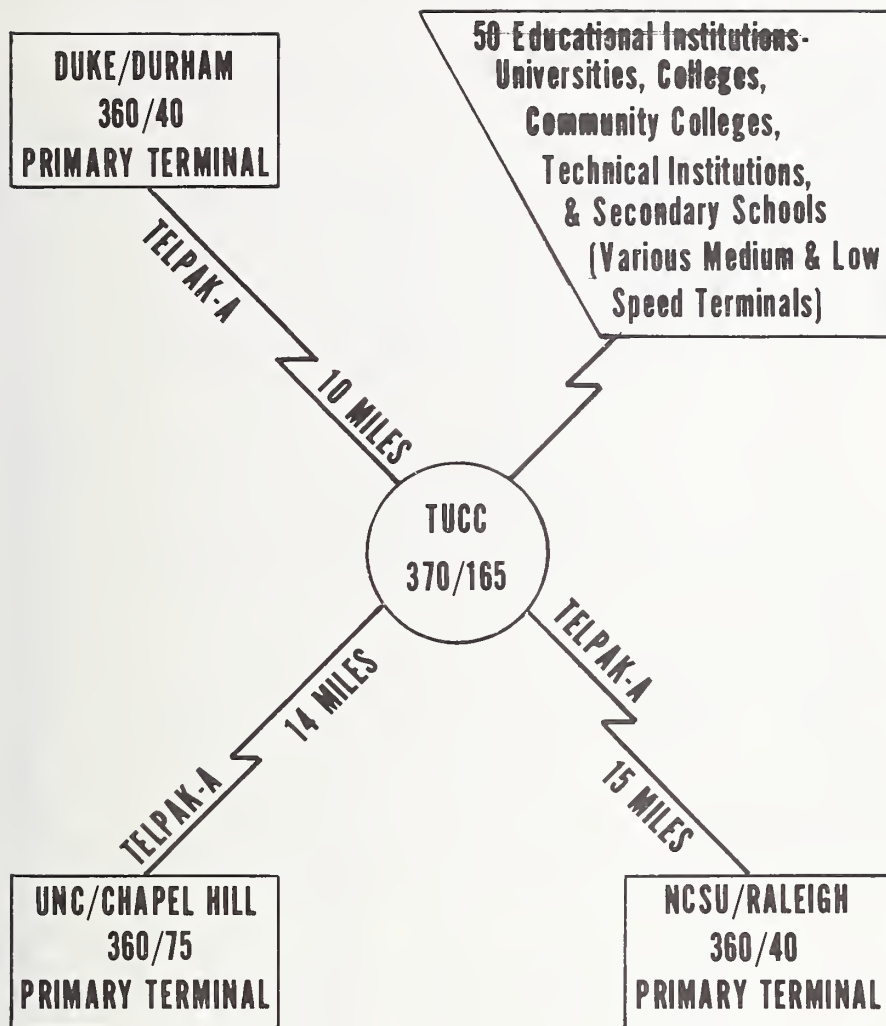 DUKE/DURHAM
360/40
PRIMARY TERMINAL
50 Educational Institutions-
Universities, Colleges,
Community Colleges,
Technical Institutions,
& Secondary Schools
(Various Medium & Low
Speed Terminals)
TELPAK-A
10 MILES
TUCC
370/165
TELPAK-A
14 MILES
TELPAK-A
15 MILES
UNC/CHAPEL HILL
360/75
PRIMARY TERMINAL
NCSU/RALEIGH
360/40
PRIMARY TERMINAL